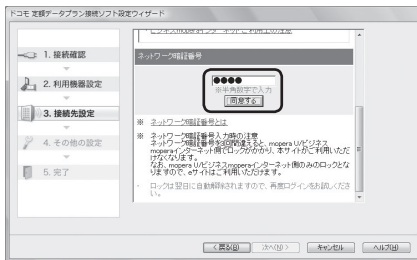 ドコモ 定額データプラン接続ソフト設定ウィザード
1. 接続確認
2. 利用機器設定
3. 接続先設定
4. その他の設定
5. 完了
ネットワーク暗証番号
●●●●
※半角数字で入力
同意する
※ ネットワーク暗証番号とは
※ ネットワーク暗証番号入力時の注意
ネットワーク暗証番号を3回間違えると、mopera U/ビジネス
moperaインターネット側でロックがかかり、本サイトがご利用いただ
けなくなります。
なお、mopera U/ビジネスmoperaインターネット側のみのロックとな
りますので、eサイトはご利用いただけます。
- ロックは翌日に自動解除されますので、再度ログインをお試しくださ
い。
< 戻る(B)
次へ(N) >
キャンセル
ヘルプ(H)